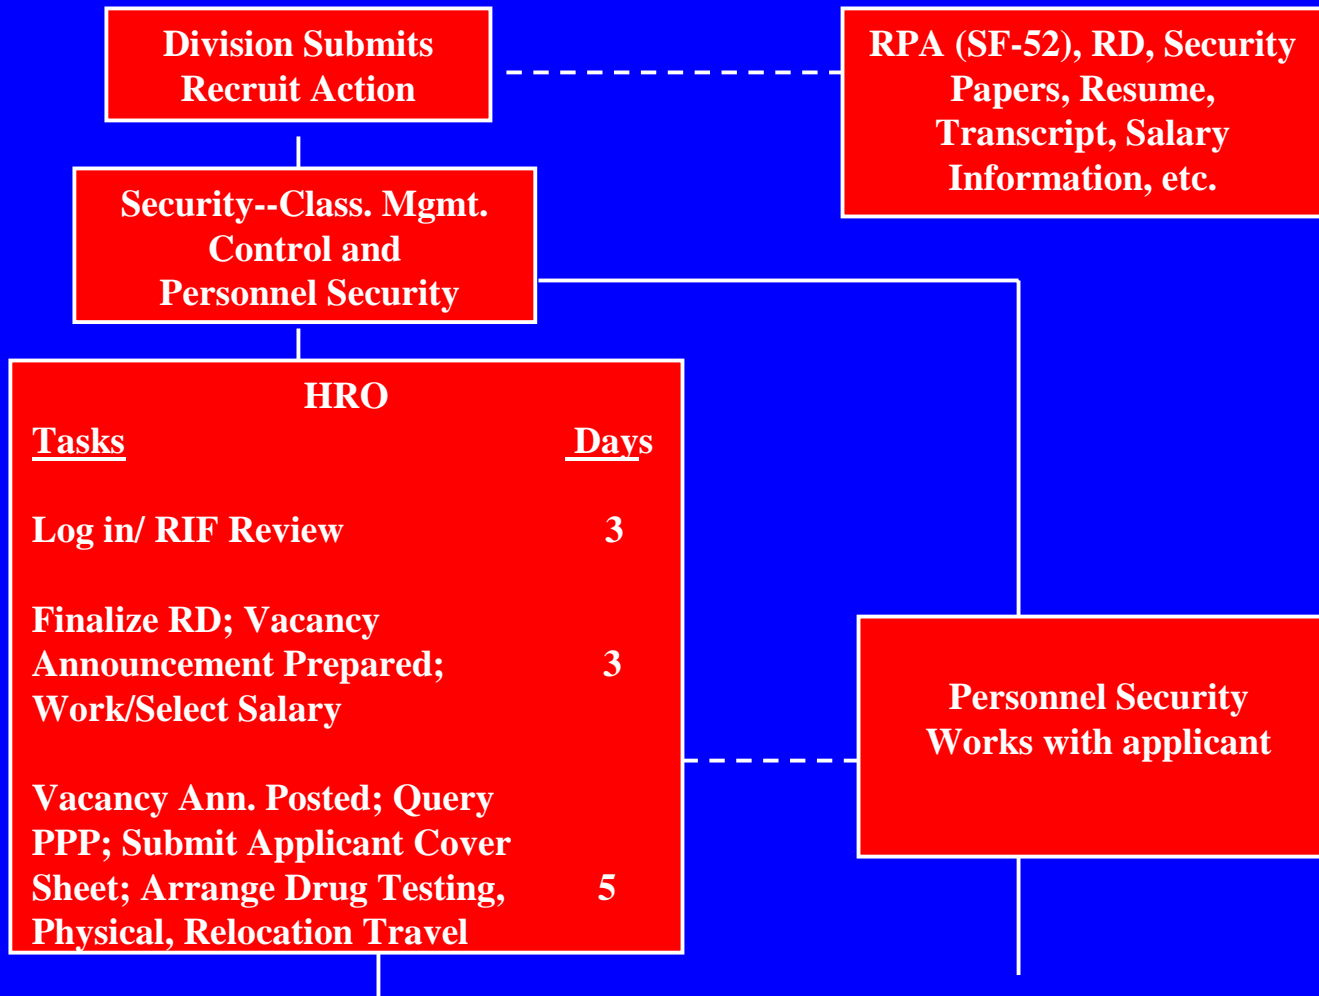 Division Submits
Recruit Action
RPA (SF-52), RD, Security
Papers, Resume,
Transcript, Salary
Information, etc.
Security--Class. Mgmt.
Control and
Personnel Security
HRO
Tasks Days
Log in/ RIF Review 3
Finalize RD; Vacancy
Announcement Prepared; 3
Work/Select Salary
Vacancy Ann. Posted; Query
PPP; Submit Applicant Cover
Sheet; Arrange Drug Testing, 5
Physical, Relocation Travel
Personnel Security
Works with applicant